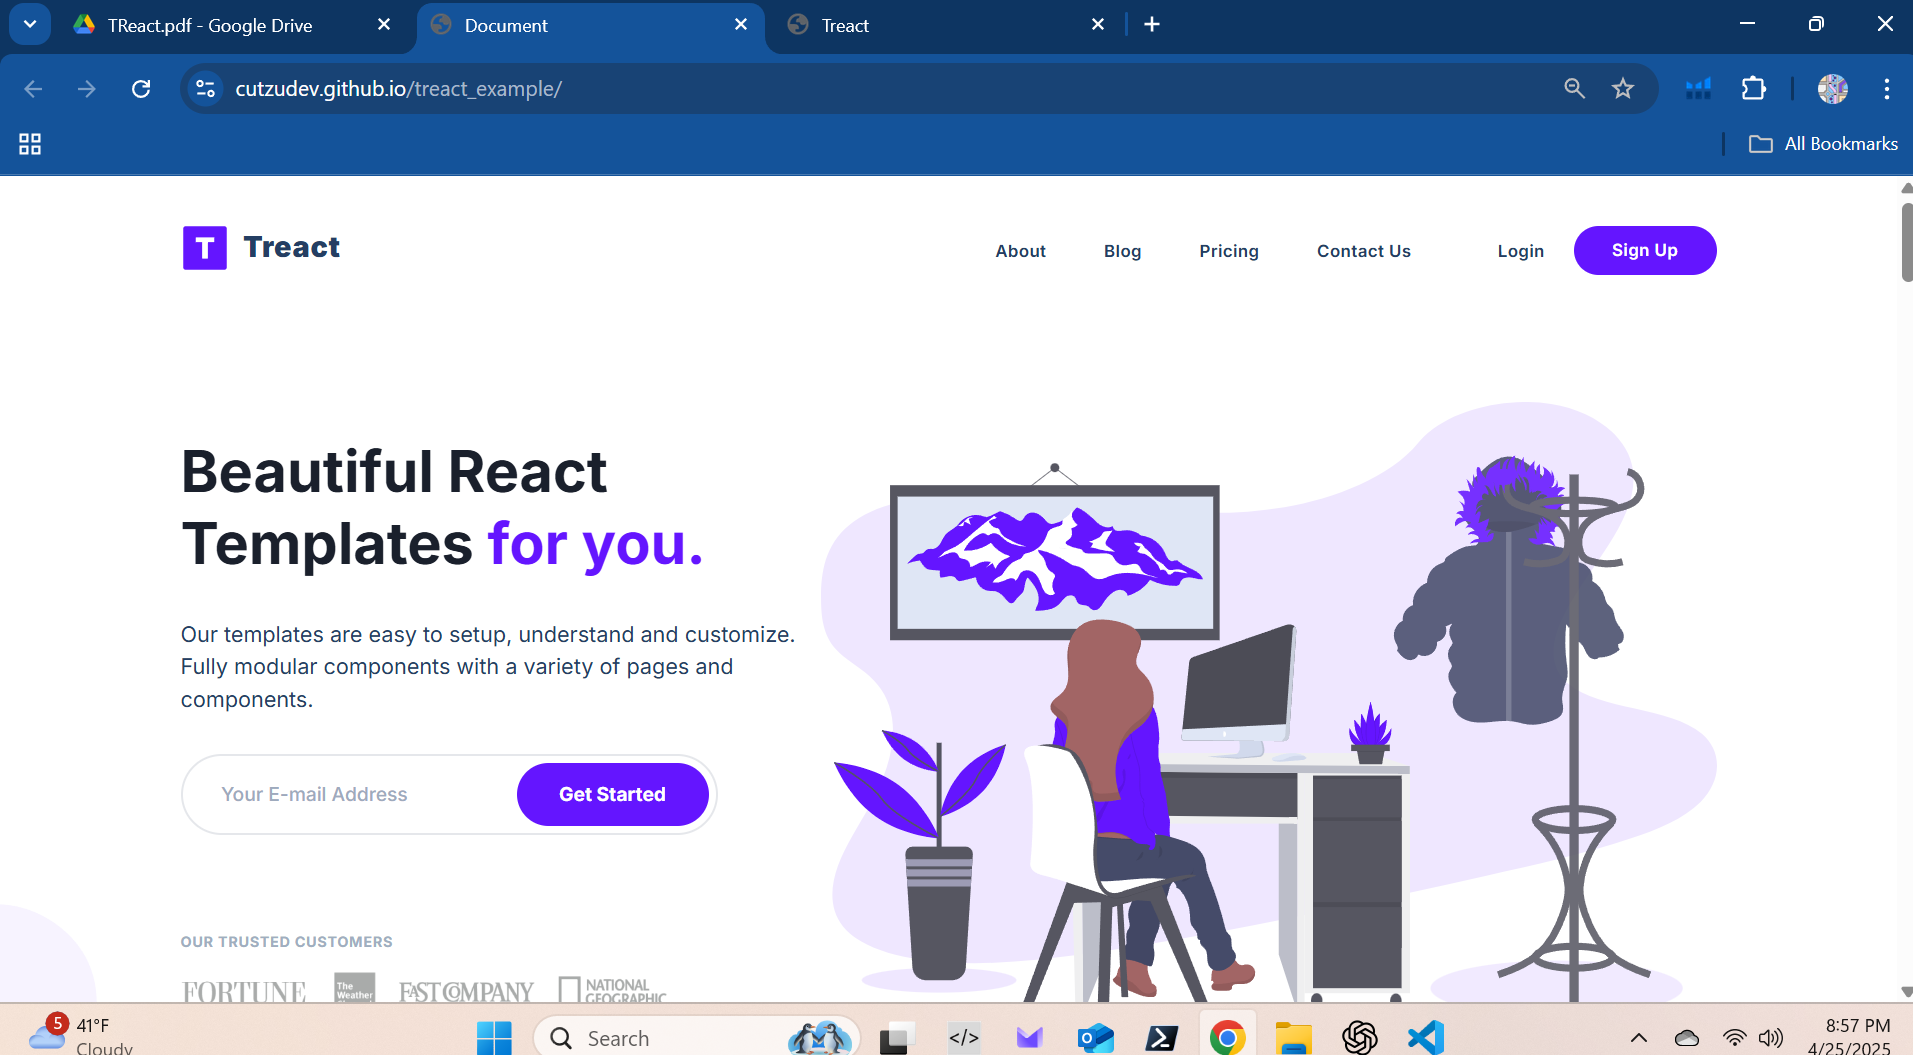 TReact.pdf - Google Drive
Document
Treact
cutzudev.github.io/treact_example/
All Bookmarks
T Treact
About Blog Pricing Contact Us Login Sign Up
Beautiful React
Templates for you.
Our templates are easy to setup, understand and customize.
Fully modular components with a variety of pages and
components.
Your E-mail Address
Get Started
OUR TRUSTED CUSTOMERS
FORTUNE
The
Weather
FAST COMPANY
NATIONAL
GEOGRAPHIC
5
41°F
Cloudy
Search
8:57 PM
4/25/2025